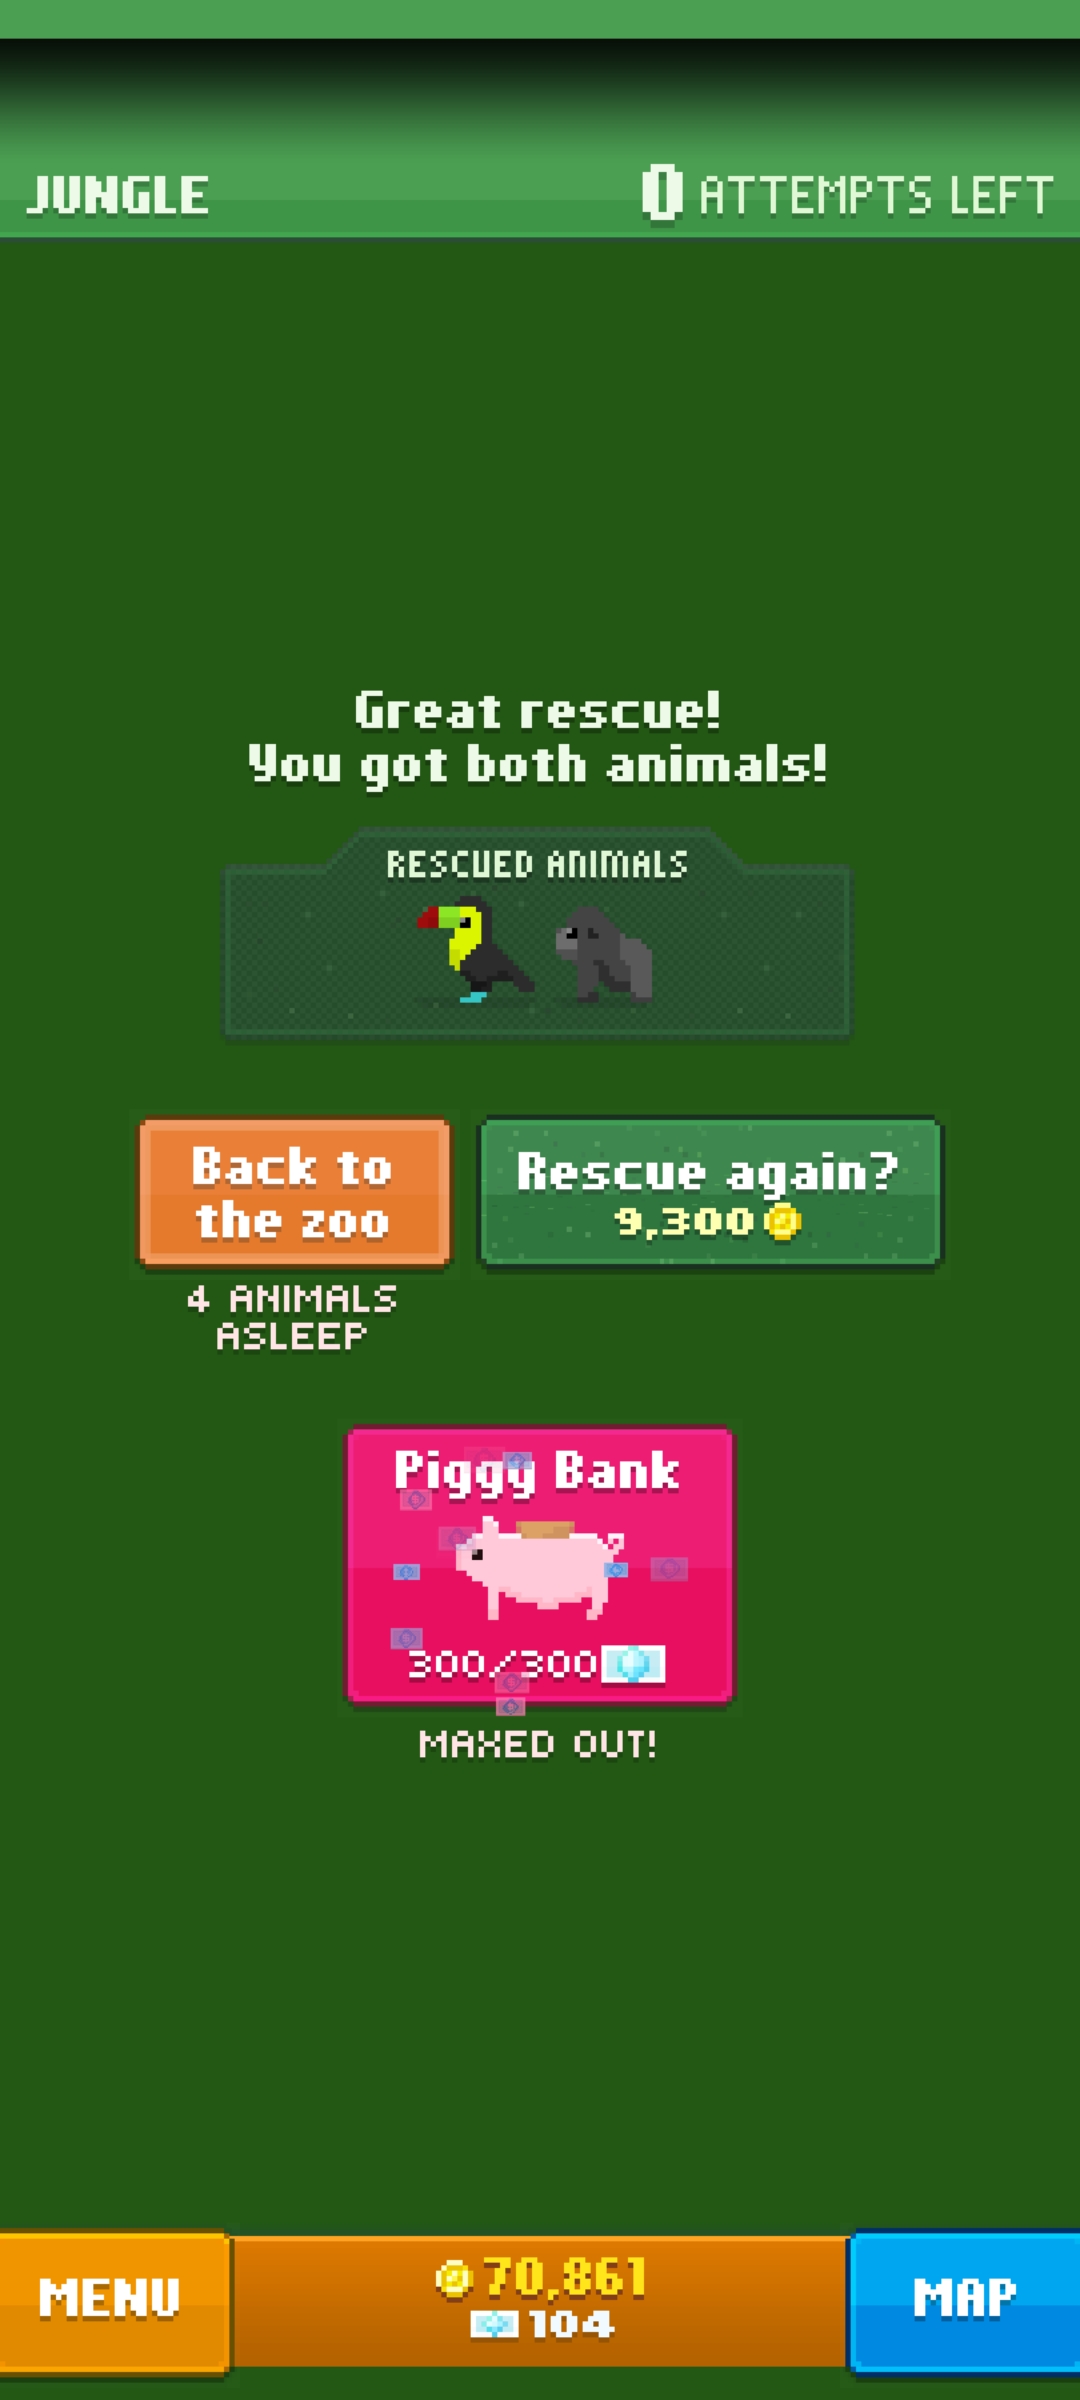 JUNGLE
0 ATTEMPTS LEFT
Great rescue!
You got both animals!
RESCUED ANIMALS
Back to
the zoo
Rescue again?
9,300
4 ANIMALS
ASLEEP
Piggy Bank
300/300
MAXED OUT!
MENU
70,861
104
MAP